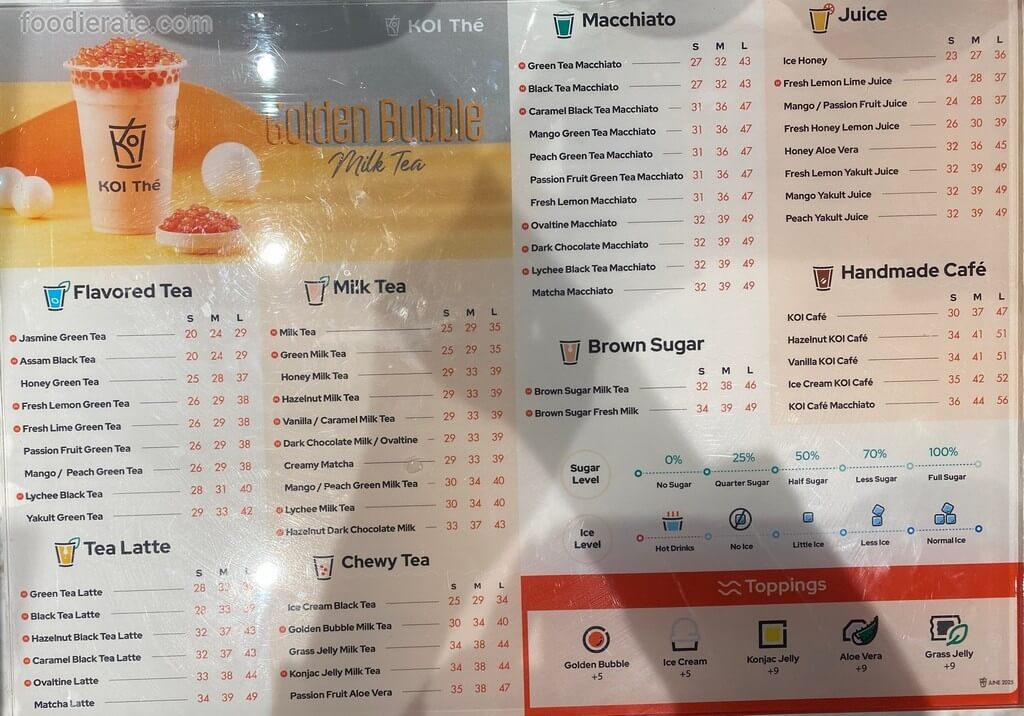 foodierate.com
KOI Thé
Golden Bubble
Milk Tea
KOI
KOI Thé
Flavored Tea
S M L
Jasmine Green Tea 20 24 29
Assam Black Tea 20 24 29
Honey Green Tea 25 28 37
Fresh Lemon Green Tea 26 29 38
Fresh Lime Green Tea 26 29 38
Passion Fruit Green Tea 26 29 38
Mango / Peach Green Tea 26 29 38
Lychee Black Tea 28 31 40
Yakult Green Tea 29 33 42
Tea Latte
S M L
Green Tea Latte 28 33
Black Tea Latte 28 33 39
Hazelnut Black Tea Latte 32 37 43
Caramel Black Tea Latte 32 37 43
Ovaltine Latte 33 38 44
Matcha Latte 34 39 49
Milk Tea
S M L
Milk Tea 25 29 35
Green Milk Tea 25 29 35
Honey Milk Tea 29 33 39
Hazelnut Milk Tea 29 33 39
Vanilla / Caramel Milk Tea 29 33 39
Dark Chocolate Milk / Ovaltine 29 33 39
Creamy Matcha 29 33 39
Mango / Peach Green Milk Tea 30 34 40
Lychee Milk Tea 30 34 40
Hazelnut Dark Chocolate Milk 33 37 43
Chewy Tea
S M L
Ice Cream Black Tea 25 29 34
Golden Bubble Milk Tea 30 34 40
Grass Jelly Milk Tea 34 38 44
Konjac Jelly Milk Tea 34 38 44
Passion Fruit Aloe Vera 35 38 47
Macchiato
S M L
Green Tea Macchiato 27 32 43
Black Tea Macchiato 27 32 43
Caramel Black Tea Macchiato 31 36 47
Mango Green Tea Macchiato 31 36 47
Peach Green Tea Macchiato 31 36 47
Passion Fruit Green Tea Macchiato 31 36 47
Fresh Lemon Macchiato 31 36 47
Ovaltine Macchiato 32 39 49
Dark Chocolate Macchiato 32 39 49
Lychee Black Tea Macchiato 32 39 49
Matcha Macchiato 32 39 49
Brown Sugar
S M L
Brown Sugar Milk Tea 32 38 46
Brown Sugar Fresh Milk 34 39 49
Juice
S M L
Ice Honey 23 27 36
Fresh Lemon Lime Juice 24 28 37
Mango / Passion Fruit Juice 24 28 37
Fresh Honey Lemon Juice 26 30 39
Honey Aloe Vera 32 36 45
Fresh Lemon Yakult Juice 32 39 49
Mango Yakult Juice 32 39 49
Peach Yakult Juice 32 39 49
Handmade Café
S M L
KOI Café 30 37 47
Hazelnut KOI Café 34 41 51
Vanilla KOI Café 34 41 51
Ice Cream KOI Café 35 42 52
KOI Café Macchiato 36 44 56
Sugar Level
0% 25% 50% 70% 100%
No Sugar Quarter Sugar Half Sugar Less Sugar Full Sugar
Ice Level
Hot Drinks No Ice Little Ice Less Ice Normal Ice
Toppings
Golden Bubble +5
Ice Cream +5
Konjac Jelly +9
Aloe Vera +9
Grass Jelly +9
JUNE 2025